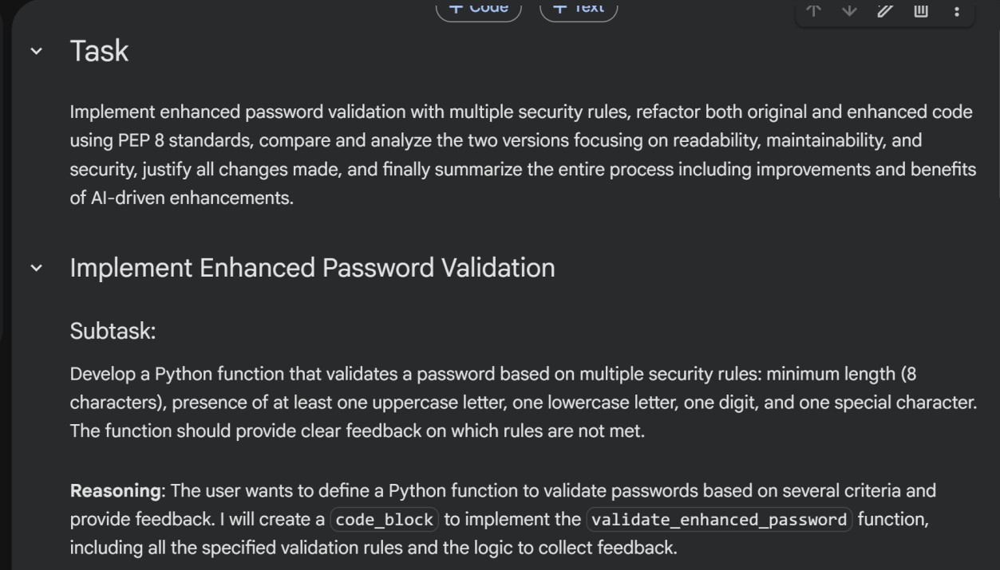 + Code + Text
Task
Implement enhanced password validation with multiple security rules, refactor both original and enhanced code
using PEP 8 standards, compare and analyze the two versions focusing on readability, maintainability, and
security, justify all changes made, and finally summarize the entire process including improvements and benefits
of AI-driven enhancements.
Implement Enhanced Password Validation
Subtask:
Develop a Python function that validates a password based on multiple security rules: minimum length (8
characters), presence of at least one uppercase letter, one lowercase letter, one digit, and one special character.
The function should provide clear feedback on which rules are not met.
Reasoning: The user wants to define a Python function to validate passwords based on several criteria and
provide feedback. I will create a code_block to implement the validate_enhanced_password function,
including all the specified validation rules and the logic to collect feedback.